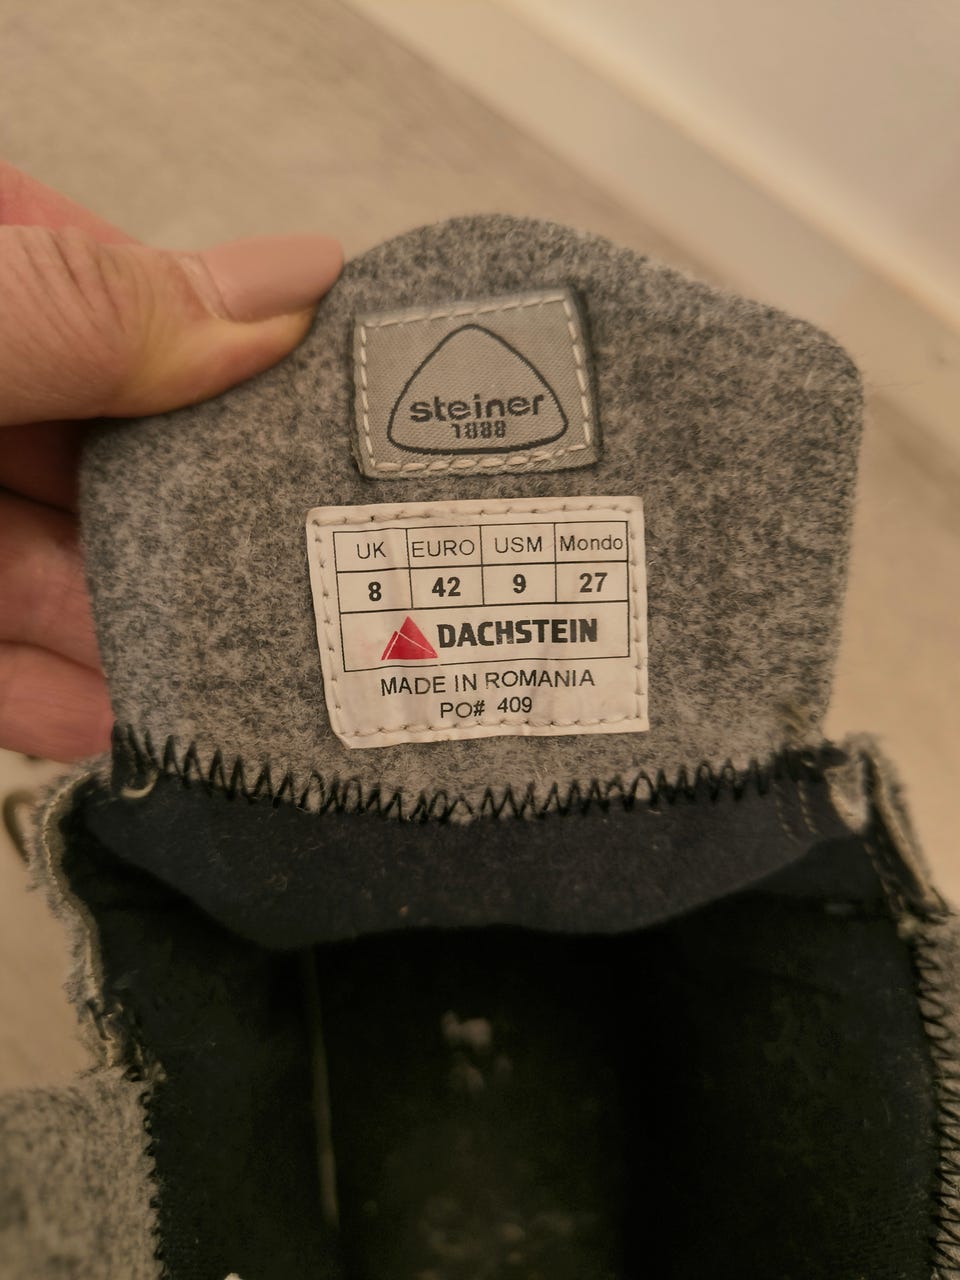 steiner
1888
UK EURO USM Mondo
8 42 9 27
DACHSTEIN
MADE IN ROMANIA
PO# 409